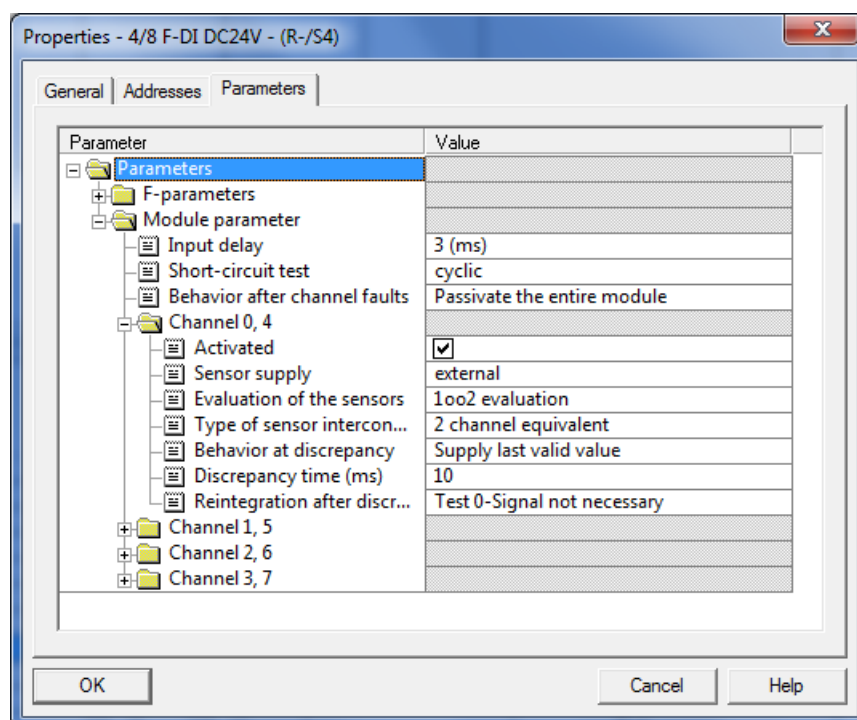 Properties - 4/8 F-DI DC24V - (R-/S4)
General Addresses Parameters
Parameter Value
Parameters
F-parameters
Module parameter
Input delay 3 (ms)
Short-circuit test cyclic
Behavior after channel faults Passivate the entire module
Channel 0, 4
Activated
Sensor supply external
Evaluation of the sensors 1oo2 evaluation
Type of sensor intercon... 2 channel equivalent
Behavior at discrepancy Supply last valid value
Discrepancy time (ms) 10
Reintegration after discr... Test 0-Signal not necessary
Channel 1, 5
Channel 2, 6
Channel 3, 7
OK Cancel Help